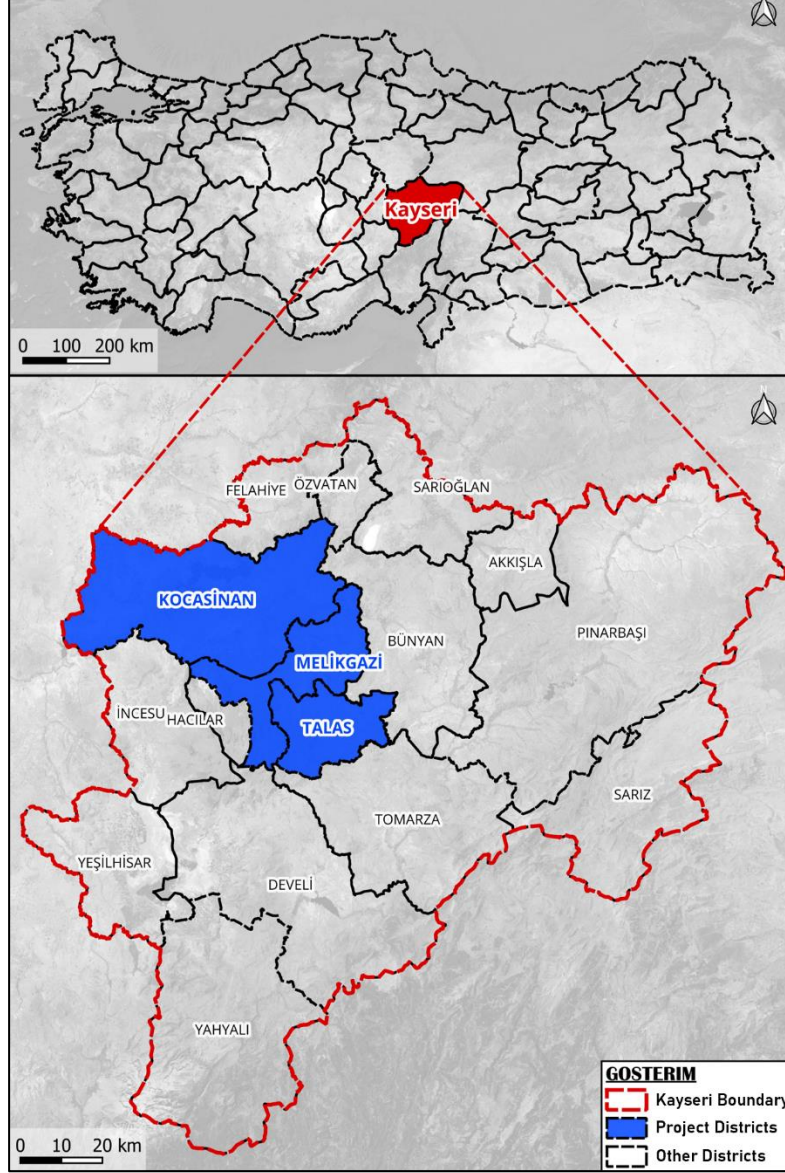 Kayseri
0 100 200 km
N
FELAHİYE
ÖZVATAN
SARIOĞLAN
AKKIŞLA
KOCASİNAN
PINARBAŞI
BÜNYAN
MELİKGAZİ
İNCESU
HACILAR
TALAS
SARIZ
TOMARZA
YEŞİLHİSAR
DEVELİ
YAHYALI
GOSTERIM
Kayseri Boundary
Project Districts
Other Districts
0 10 20 km